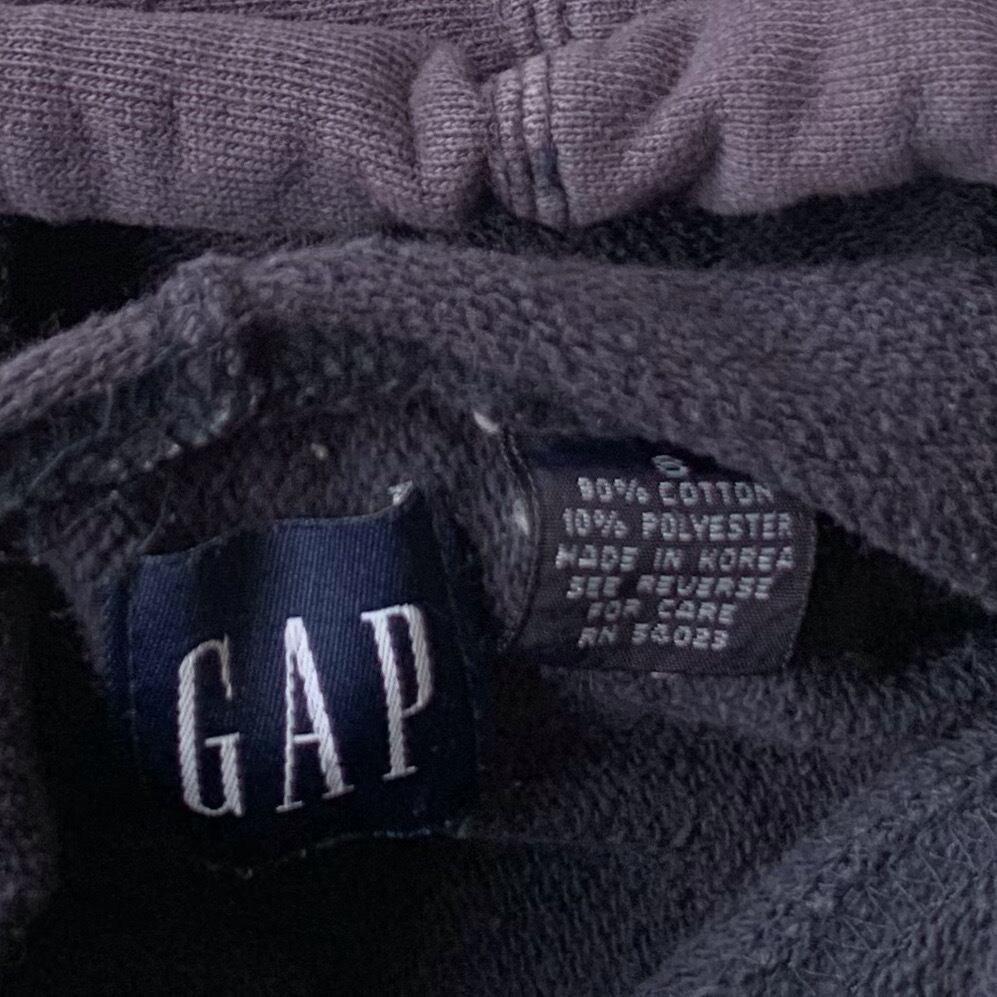 GAP
90% COTTON
10% POLYESTER
MADE IN KOREA
SEE REVERSE
FOR CARE
RN 54023